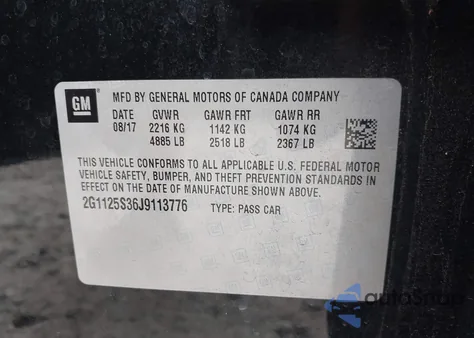 GM
MFD BY GENERAL MOTORS OF CANADA COMPANY
DATE GVWR GAWR FRT GAWR RR
08/17 2216 KG 1142 KG 1074 KG
4885 LB 2518 LB 2367 LB
THIS VEHICLE CONFORMS TO ALL APPLICABLE U.S. FEDERAL MOTOR
VEHICLE SAFETY, BUMPER, AND THEFT PREVENTION STANDARDS IN
EFFECT ON THE DATE OF MANUFACTURE SHOWN ABOVE.
2G1125S36J9113776 TYPE: PASS CAR